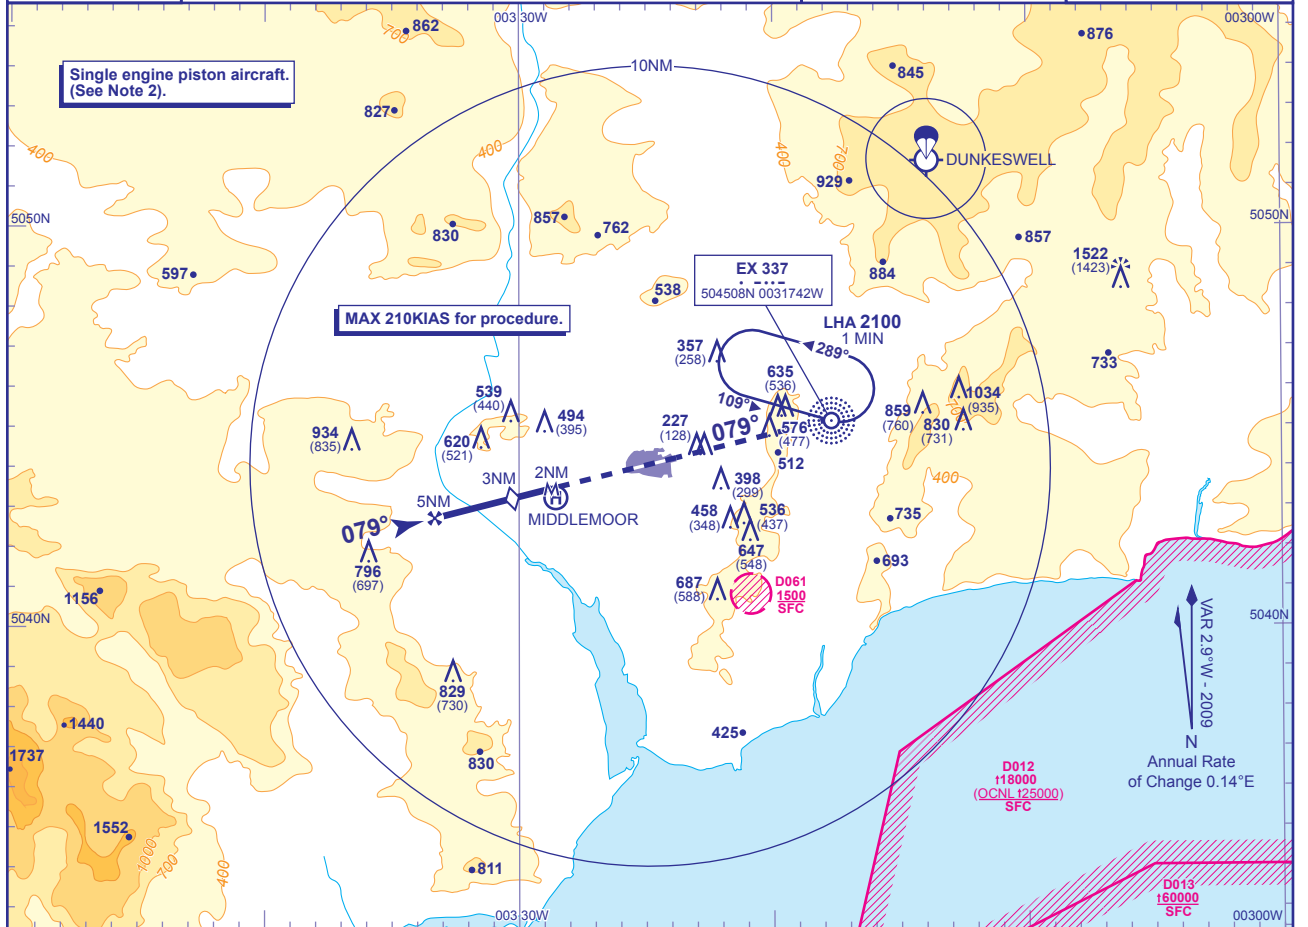 003 30W
00300W
862
700
876
10NM
845
Single engine piston aircraft.
(See Note 2).
827
400
400
400
700
DUNKESWELL
929
5050N
5050N
857
762
830
857
597
884
1522
(1423)
EX 337
504508N 0031742W
538
MAX 210KIAS for procedure.
LHA 2100
1 MIN
289°
357
(258)
733
635
(536)
109°
539
(440)
494
(395)
1034
(935)
859
(760)
830
(731)
934
(835)
620
(521)
227
(128)
079°
576
(477)
512
3NM
2NM
5NM
398
(299)
400
MIDDLEMOOR
458
(348)
536
(437)
735
079°
647
(548)
693
796
(697)
687
(588)
D061
1500
SFC
1156
5040N
5040N
VAR 2.9°W - 2009
829
(730)
1440
425
N
Annual Rate
of Change 0.14°E
1737
830
D012
†18000
(OCNL †25000)
SFC
1552
1000
700
400
811
D013
†60000
SFC
003 30W
00300W